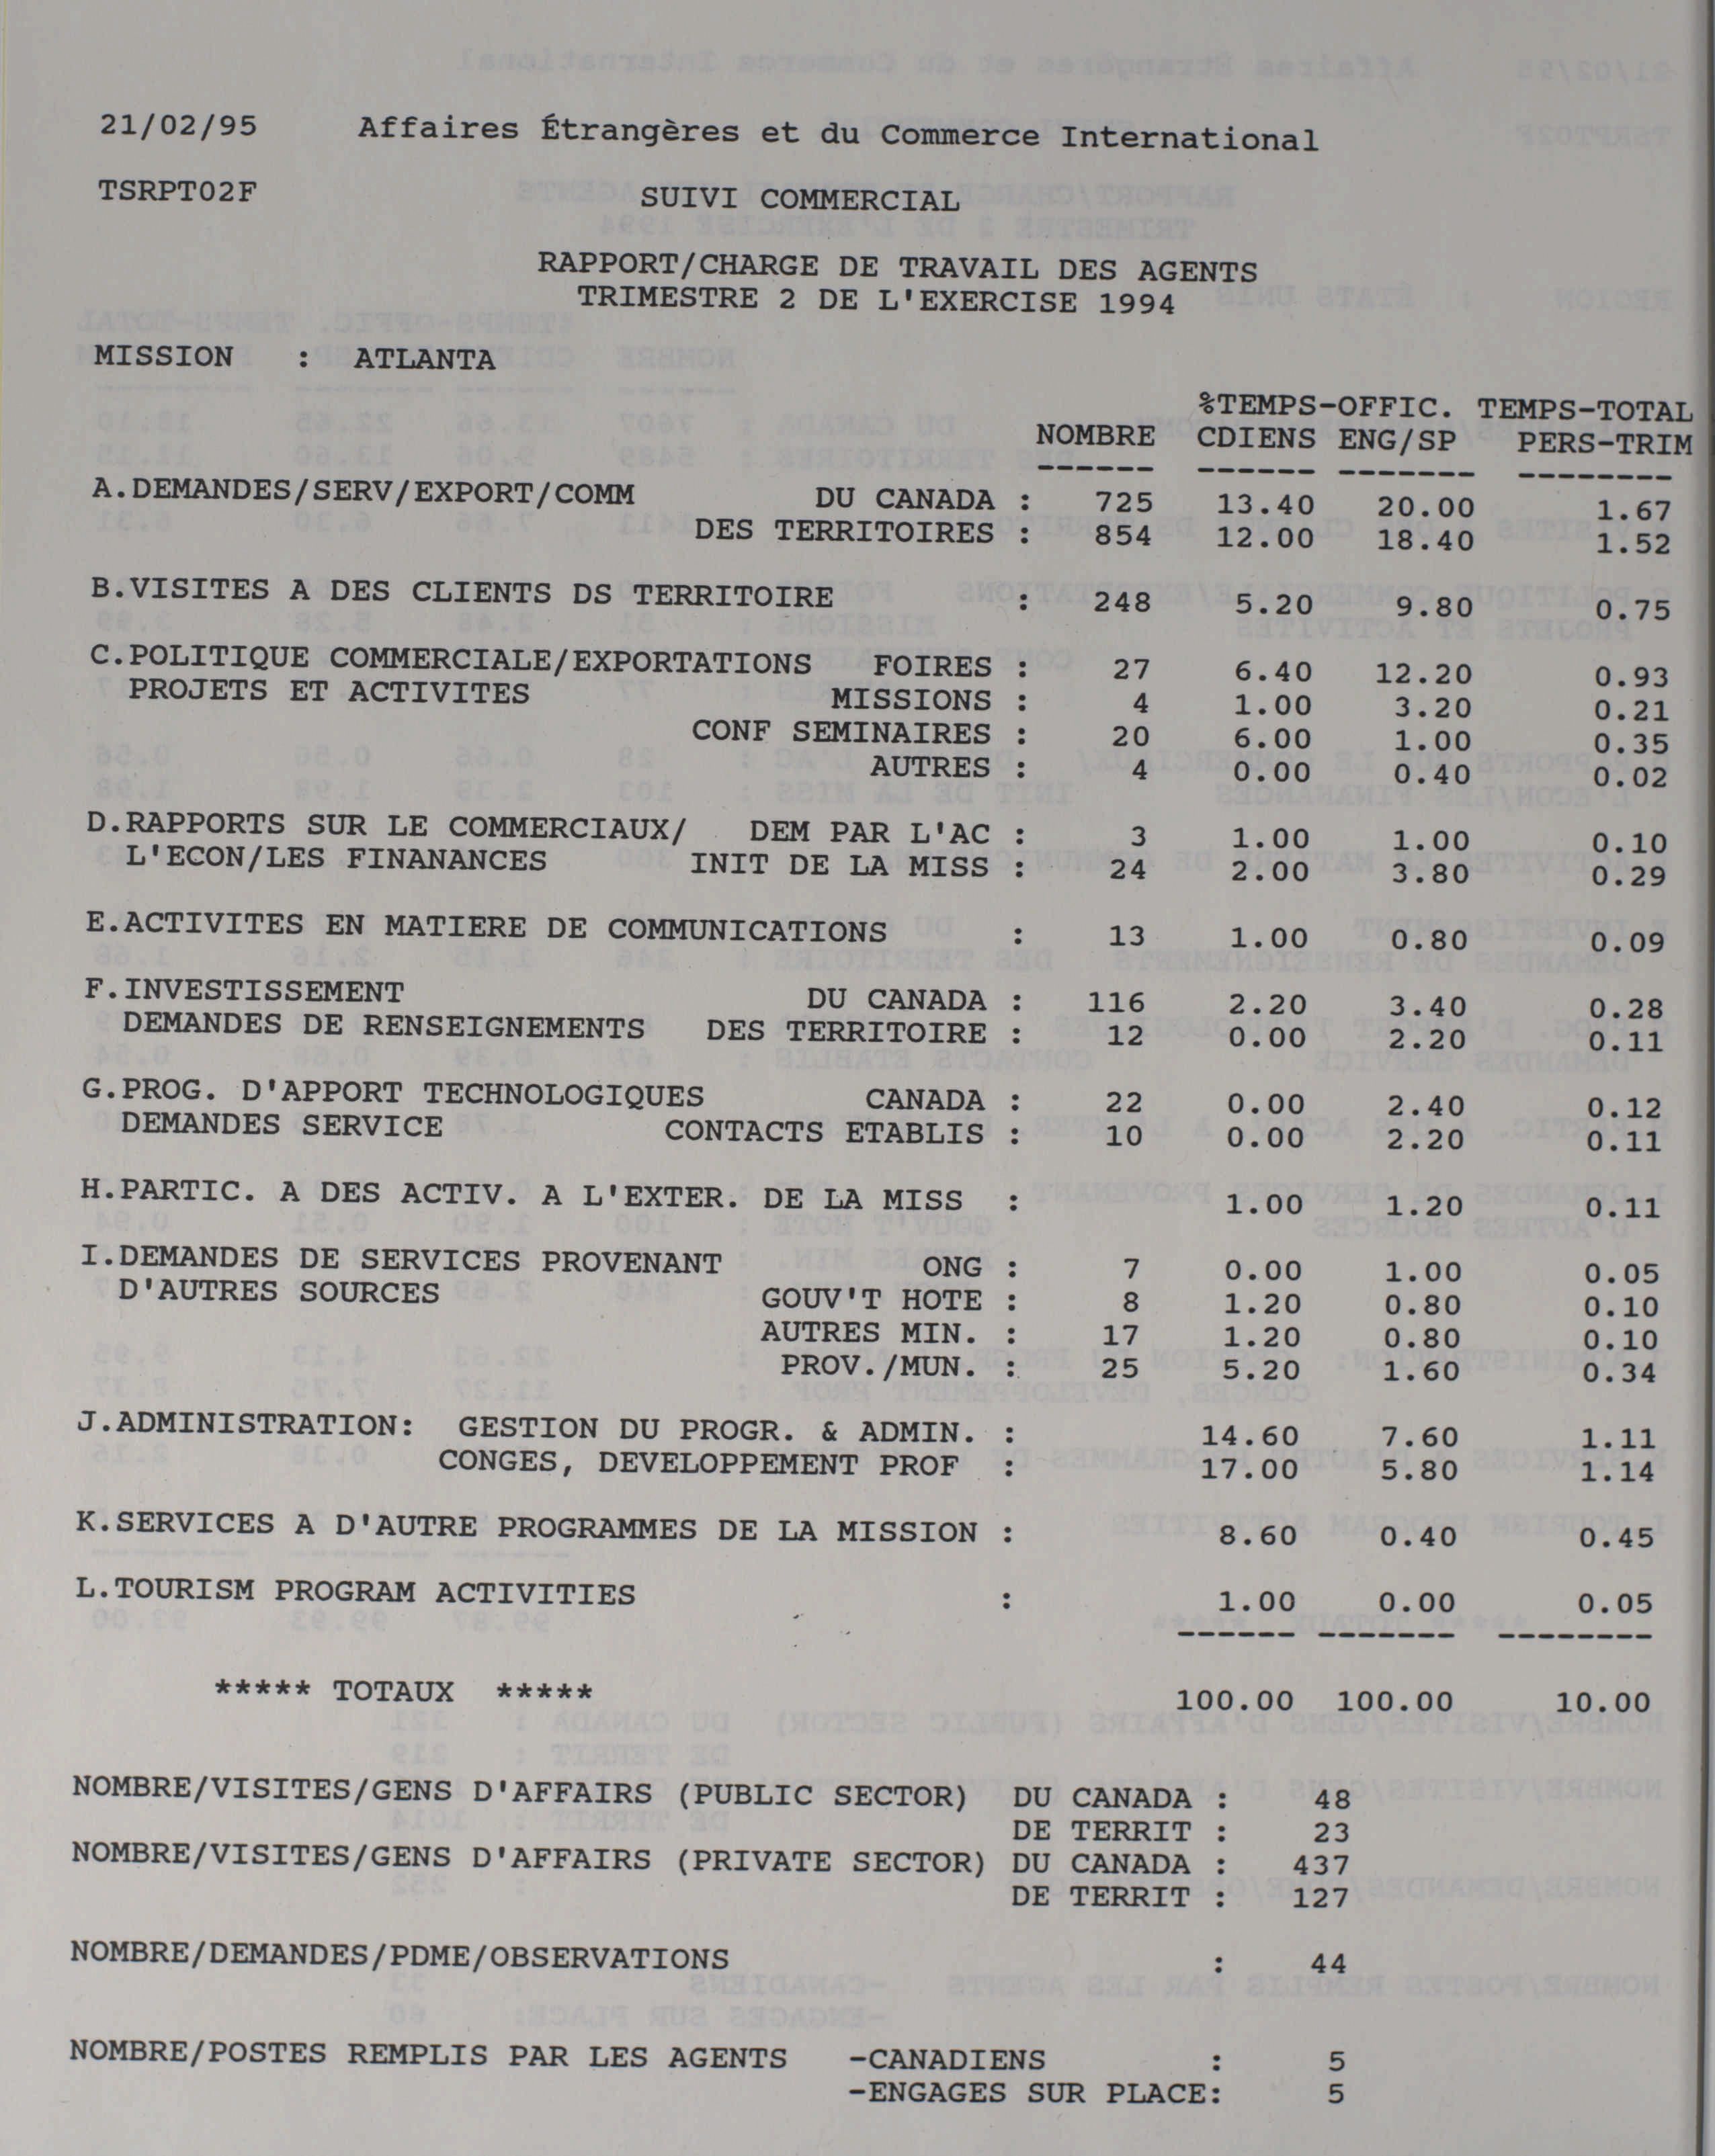 21/02/95 Affaires Étrangères et du Commerce International
TSRPT02F SUIVI COMMERCIAL
RAPPORT/CHARGE DE TRAVAIL DES AGENTS
TRIMESTRE 2 DE L'EXERCISE 1994
MISSION : ATLANTA
%TEMPS-OFFIC. TEMPS-TOTAL
NOMBRE CDIENS ENG/SP PERS-TRIM
------ ------ ------- --------
A.DEMANDES/SERV/EXPORT/COMM DU CANADA : 725 13.40 20.00 1.67
DES TERRITOIRES : 854 12.00 18.40 1.52
B.VISITES A DES CLIENTS DS TERRITOIRE : 248 5.20 9.80 0.75
C.POLITIQUE COMMERCIALE/EXPORTATIONS FOIRES : 27 6.40 12.20 0.93
PROJETS ET ACTIVITES MISSIONS : 4 1.00 3.20 0.21
CONF SEMINAIRES : 20 6.00 1.00 0.35
AUTRES : 4 0.00 0.40 0.02
D.RAPPORTS SUR LE COMMERCIAUX/ DEM PAR L'AC : 3 1.00 1.00 0.10
L'ECON/LES FINANANCES INIT DE LA MISS : 24 2.00 3.80 0.29
E.ACTIVITES EN MATIERE DE COMMUNICATIONS : 13 1.00 0.80 0.09
F.INVESTISSEMENT DU CANADA : 116 2.20 3.40 0.28
DEMANDES DE RENSEIGNEMENTS DES TERRITOIRE : 12 0.00 2.20 0.11
G.PROG. D'APPORT TECHNOLOGIQUES CANADA : 22 0.00 2.40 0.12
DEMANDES SERVICE CONTACTS ETABLIS : 10 0.00 2.20 0.11
H.PARTIC. A DES ACTIV. A L'EXTER. DE LA MISS : 1.00 1.20 0.11
I.DEMANDES DE SERVICES PROVENANT ONG : 7 0.00 1.00 0.05
D'AUTRES SOURCES GOUV'T HOTE : 8 1.20 0.80 0.10
AUTRES MIN. : 17 1.20 0.80 0.10
PROV./MUN. : 25 5.20 1.60 0.34
J.ADMINISTRATION: GESTION DU PROGR. & ADMIN. : 14.60 7.60 1.11
CONGES, DEVELOPPEMENT PROF : 17.00 5.80 1.14
K.SERVICES A D'AUTRE PROGRAMMES DE LA MISSION : 8.60 0.40 0.45
L.TOURISM PROGRAM ACTIVITIES : 1.00 0.00 0.05
------ ------- --------
***** TOTAUX ***** 100.00 100.00 10.00
NOMBRE/VISITES/GENS D'AFFAIRS (PUBLIC SECTOR) DU CANADA : 48
DE TERRIT : 23
NOMBRE/VISITES/GENS D'AFFAIRS (PRIVATE SECTOR) DU CANADA : 437
DE TERRIT : 127
NOMBRE/DEMANDES/PDME/OBSERVATIONS : 44
NOMBRE/POSTES REMPLIS PAR LES AGENTS -CANADIENS : 5
-ENGAGES SUR PLACE: 5